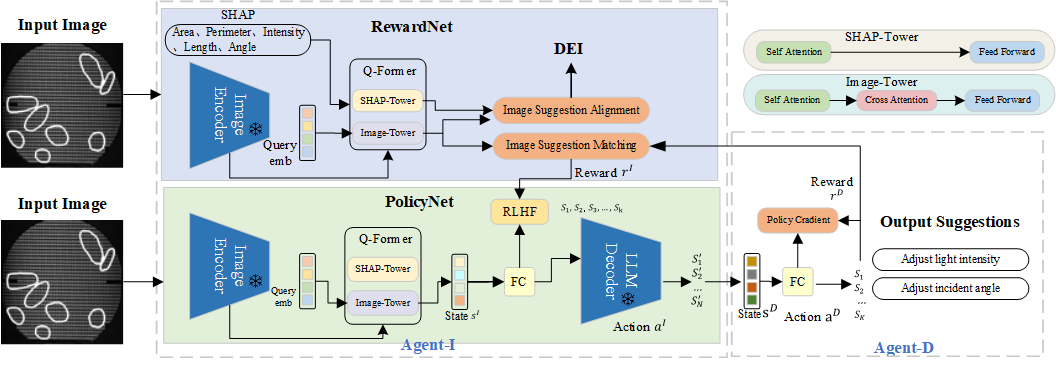 Input Image
SHAP
Area、Perimeter、Intensity
、Length、Angle
RewardNet
DEI
Image
Encoder
Query
emb
Q-Former
SHAP-Tower
Image-Tower
Image Suggestion Alignment
Image Suggestion Matching
Reward r^I
SHAP-Tower
Self Attention
Feed Forward
Image-Tower
Self Attention
Cross Attention
Feed Forward
Input Image
PolicyNet
Image
Encoder
Query
emb
Q-Former
SHAP-Tower
Image-Tower
State s^I
RLHF
FC
S_1, S_2, S_3, ..., S_k
LLM
Decoder
Action a^I
S'_1
S'_2
...
S'_N
Agent-I
Reward
r^D
Policy Cradient
FC
State s^D
Action a^D
S_1
S_2
...
S_K
Output Suggestions
Adjust light intensity
Adjust incident angle
Agent-D